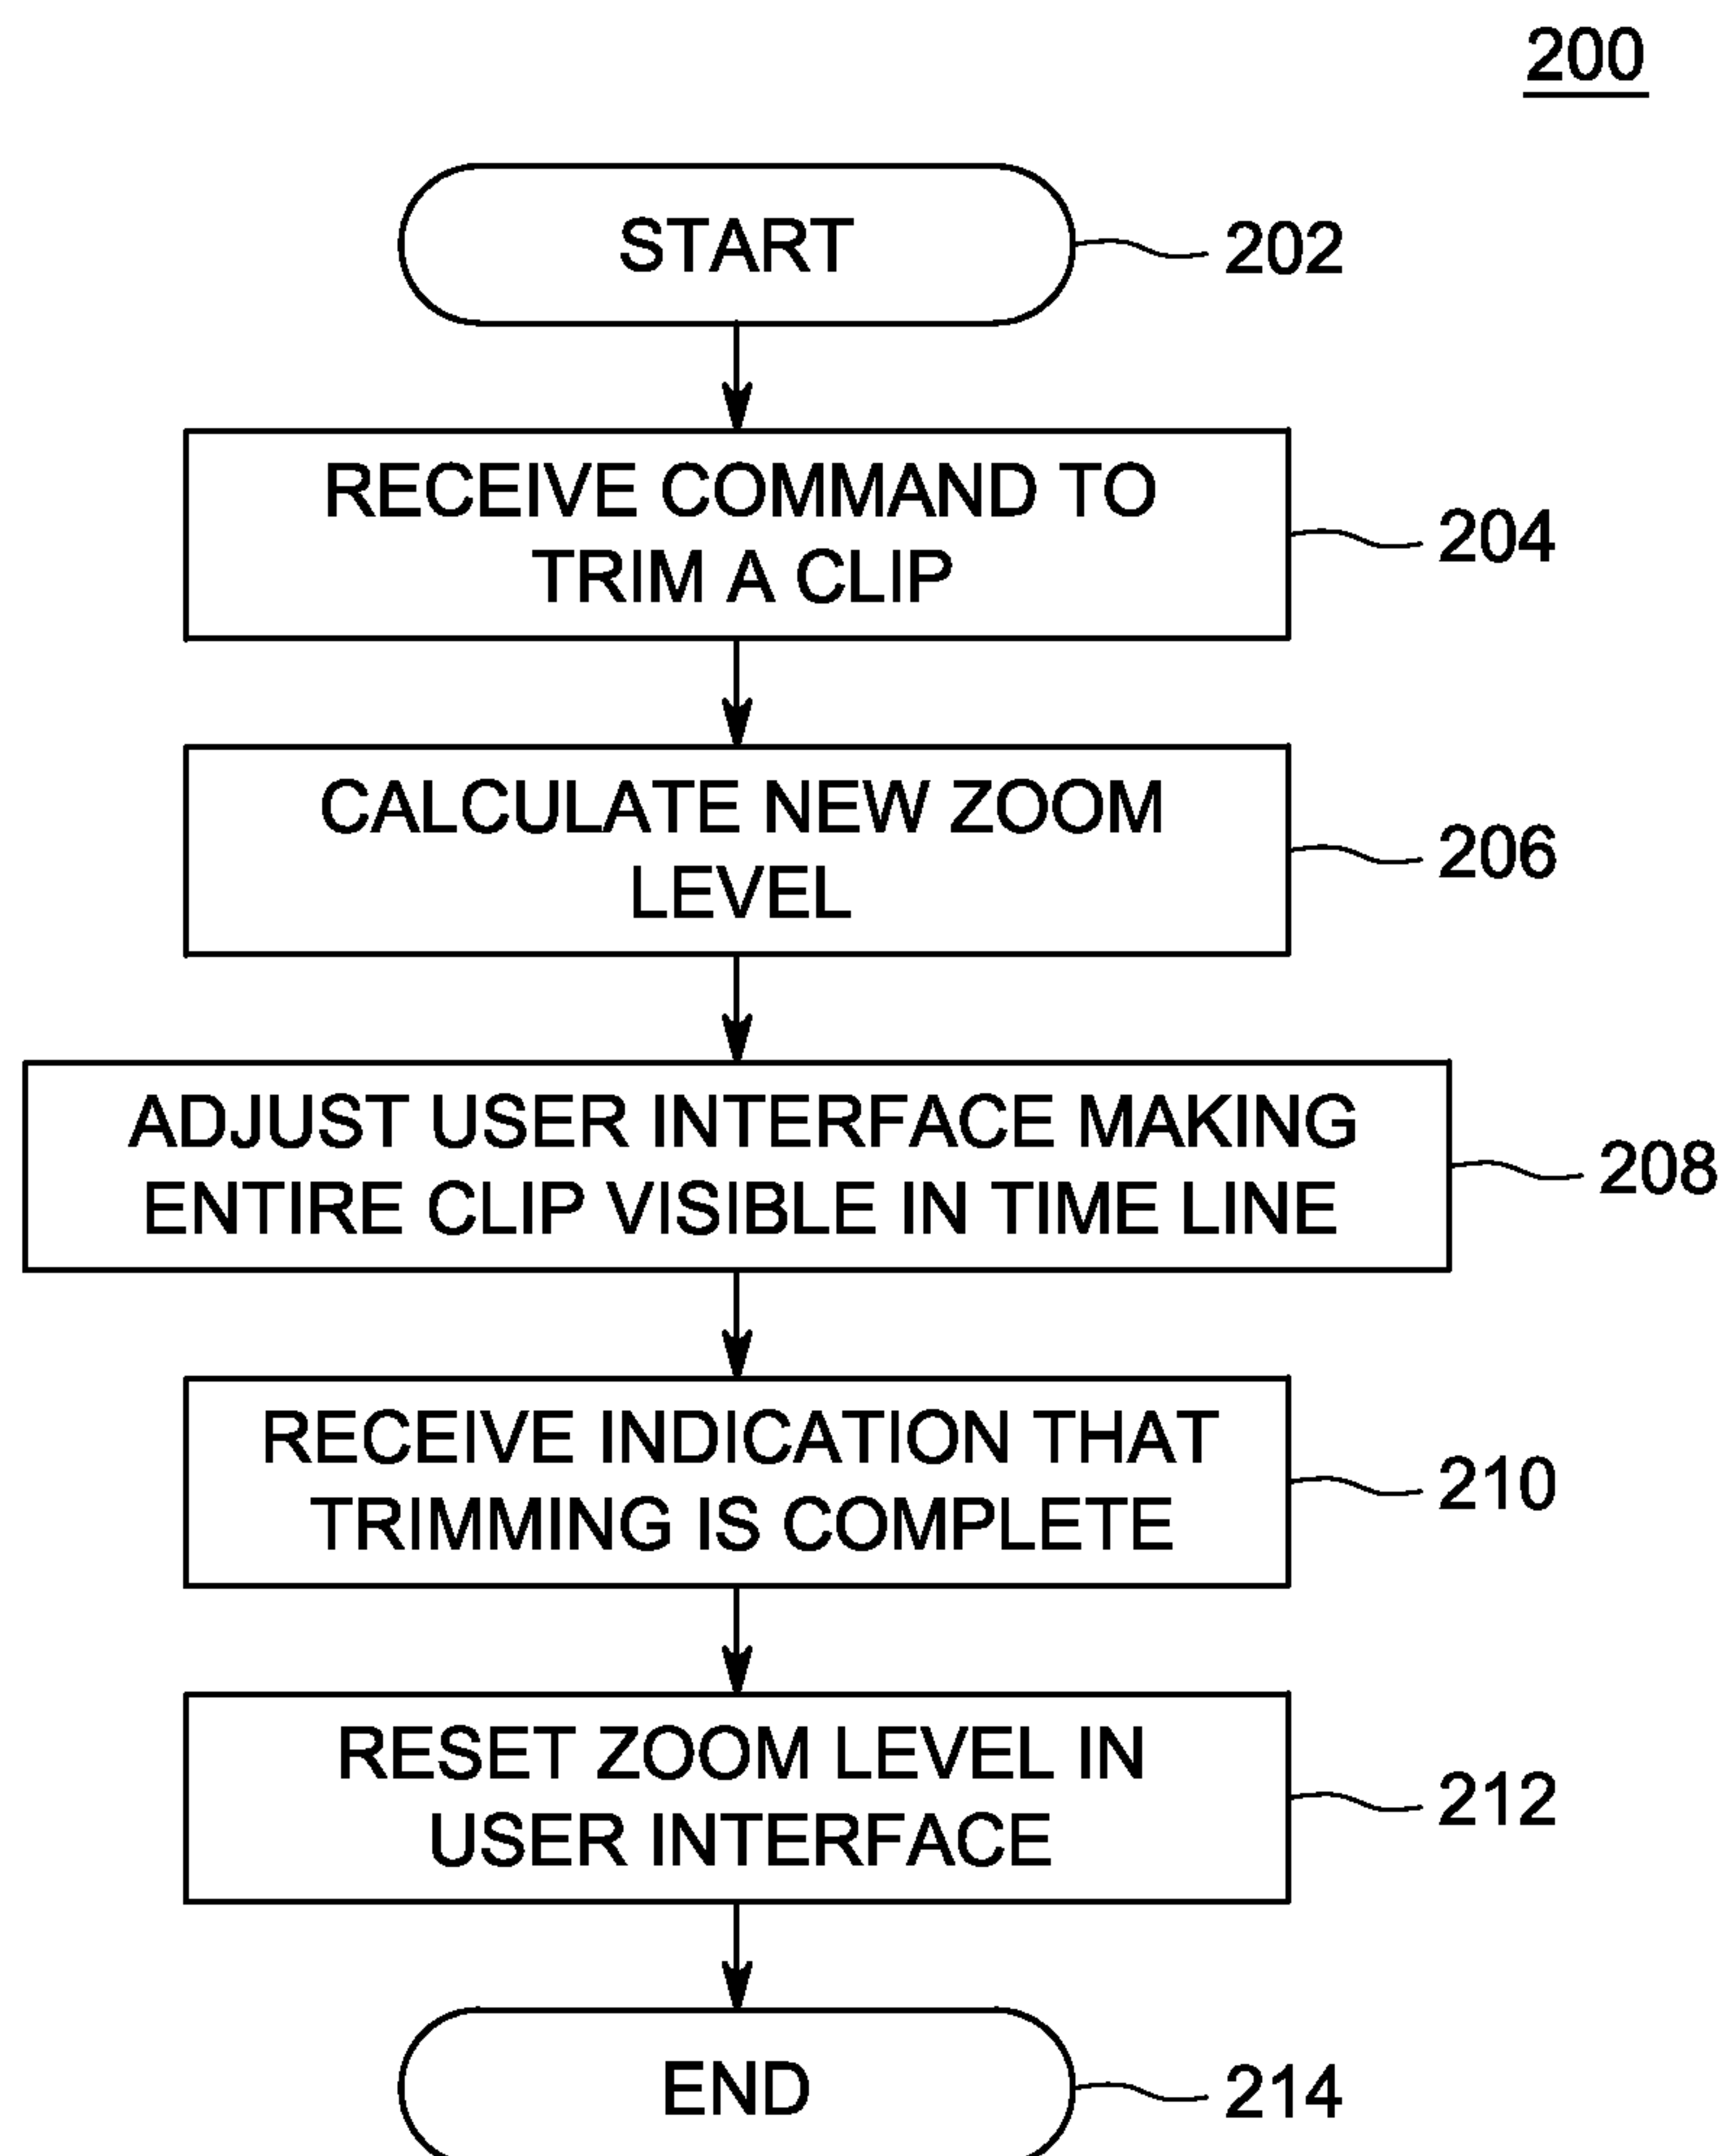 200
START
202
RECEIVE COMMAND TO
TRIM A CLIP
204
CALCULATE NEW ZOOM
LEVEL
206
ADJUST USER INTERFACE MAKING
ENTIRE CLIP VISIBLE IN TIME LINE
208
RECEIVE INDICATION THAT
TRIMMING IS COMPLETE
210
RESET ZOOM LEVEL IN
USER INTERFACE
212
END
214